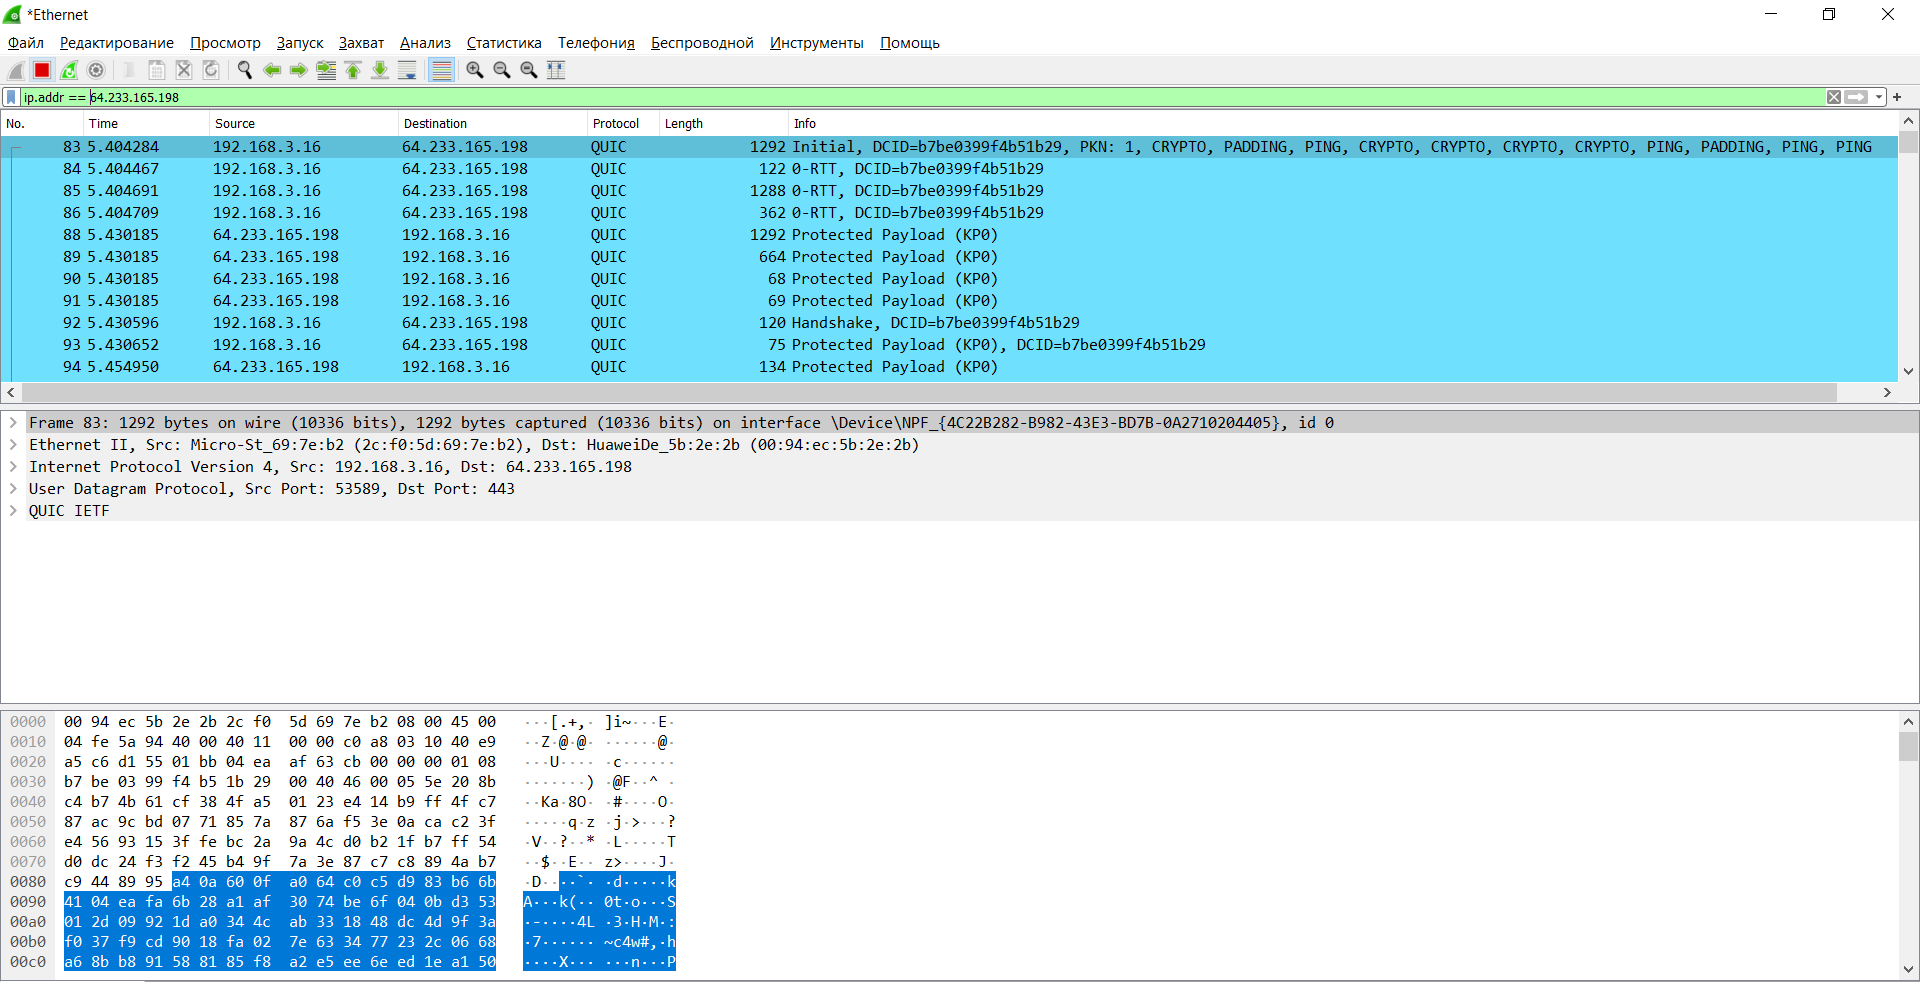 *Ethernet
Файл Редактирование Просмотр Запуск Захват Анализ Статистика Телефония Беспроводной Инструменты Помощь
ip.addr == 64.233.165.198
No. Time Source Destination Protocol Length Info
83 5.404284 192.168.3.16 64.233.165.198 QUIC 1292 Initial, DCID=b7be0399f4b51b29, PKN: 1, CRYPTO, PADDING, PING, CRYPTO, CRYPTO, CRYPTO, CRYPTO, PING, PADDING, PING, PING
84 5.404467 192.168.3.16 64.233.165.198 QUIC 122 0-RTT, DCID=b7be0399f4b51b29
85 5.404691 192.168.3.16 64.233.165.198 QUIC 1288 0-RTT, DCID=b7be0399f4b51b29
86 5.404709 192.168.3.16 64.233.165.198 QUIC 362 0-RTT, DCID=b7be0399f4b51b29
88 5.430185 64.233.165.198 192.168.3.16 QUIC 1292 Protected Payload (KP0)
89 5.430185 64.233.165.198 192.168.3.16 QUIC 664 Protected Payload (KP0)
90 5.430185 64.233.165.198 192.168.3.16 QUIC 68 Protected Payload (KP0)
91 5.430185 64.233.165.198 192.168.3.16 QUIC 69 Protected Payload (KP0)
92 5.430596 192.168.3.16 64.233.165.198 QUIC 120 Handshake, DCID=b7be0399f4b51b29
93 5.430652 192.168.3.16 64.233.165.198 QUIC 75 Protected Payload (KP0), DCID=b7be0399f4b51b29
94 5.454950 64.233.165.198 192.168.3.16 QUIC 134 Protected Payload (KP0)
Frame 83: 1292 bytes on wire (10336 bits), 1292 bytes captured (10336 bits) on interface \Device\NPF_{4C22B282-B982-43E3-BD7B-0A2710204405}, id 0
Ethernet II, Src: Micro-St_69:7e:b2 (2c:f0:5d:69:7e:b2), Dst: HuaweiDe_5b:2e:2b (00:94:ec:5b:2e:2b)
Internet Protocol Version 4, Src: 192.168.3.16, Dst: 64.233.165.198
User Datagram Protocol, Src Port: 53589, Dst Port: 443
QUIC IETF
0000 00 94 ec 5b 2e 2b 2c f0 5d 69 7e b2 08 00 45 00 ···[.+,· ]i~···E·
0010 04 fe 5a 94 40 00 40 11 00 00 c0 a8 03 10 40 e9 ··Z·@·@· ······@·
0020 a5 c6 d1 55 01 bb 04 ea af 63 cb 00 00 00 01 08 ···U···· ·c······
0030 b7 be 03 99 f4 b5 1b 29 00 40 46 00 05 5e 20 8b ·······) ·@F··^ ·
0040 c4 b7 4b 61 cf 38 4f a5 01 23 e4 14 b9 ff 4f c7 ··Ka·8O· ·#····O·
0050 87 ac 9c bd 07 71 85 7a 87 6a f5 3e 0a ca c2 3f ·····q·z ·j·>···?
0060 e4 56 93 15 3f fe bc 2a 9a 4c d0 b2 1f b7 ff 54 ·V··?··* ·L·····T
0070 d0 dc 24 f3 f2 45 b4 9f 7a 3e 87 c7 c8 89 4a b7 ··$··E·· z>····J·
0080 c9 44 89 95 a4 0a 60 0f a0 64 c0 c5 d9 83 b6 6b ·D····`· ·d·····k
0090 41 04 ea fa 6b 28 a1 af 30 74 be 6f 04 0b d3 53 A···k(·· 0t·o···S
00a0 01 2d 09 92 1d a0 34 4c ab 33 18 48 dc 4d 9f 3a ·-····4L ·3·H·M·:
00b0 f0 37 f9 cd 90 18 fa 02 7e 63 34 77 23 2c 06 68 ·7······ ~c4w#,·h
00c0 a6 8b b8 91 58 81 85 f8 a2 e5 ee 6e ed 1e a1 50 ····X··· ···n···P